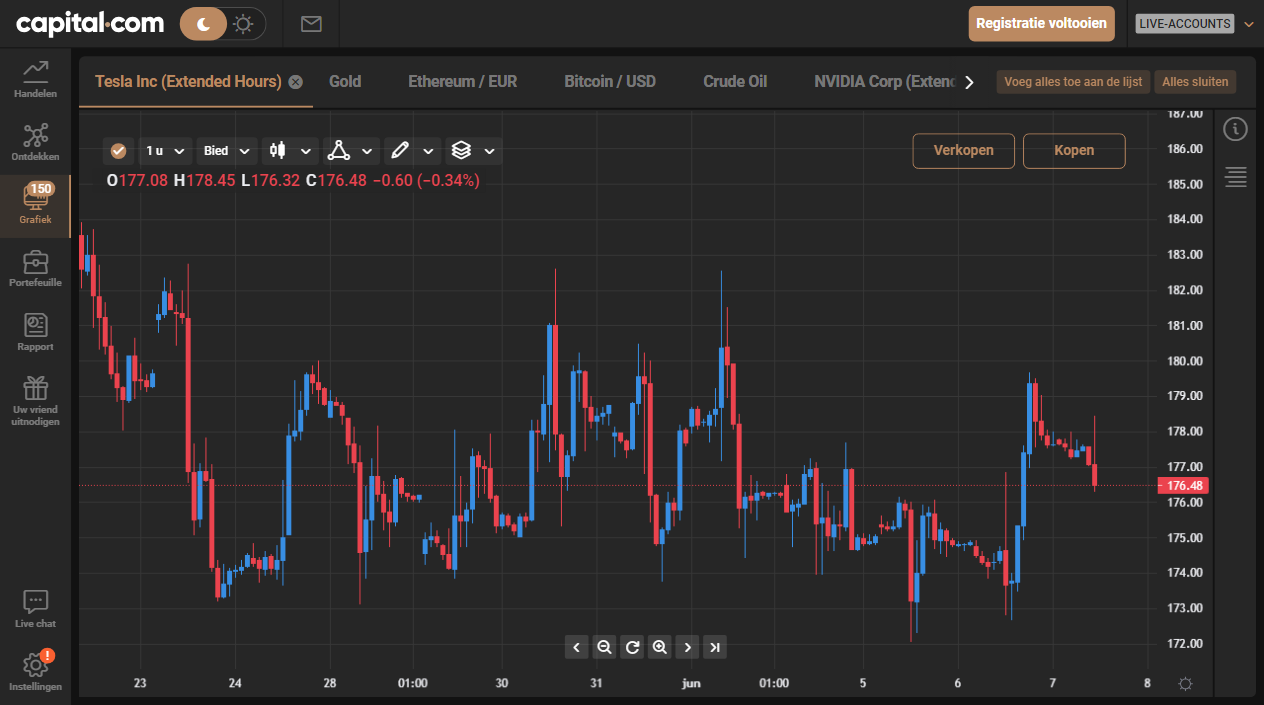 capital.com
Registratie voltooien
LIVE-ACCOUNTS
Handelen
Ontdekken
150
Grafiek
Portefeuille
Rapport
Uw vriend
uitnodigen
Live chat
!
Instellingen
Tesla Inc (Extended Hours)
Gold
Ethereum / EUR
Bitcoin / USD
Crude Oil
NVIDIA Corp (Exten
Voeg alles toe aan de lijst
Alles sluiten
1 u
Bied
Verkopen
Kopen
O177.08 H178.45 L176.32 C176.48 −0.60 (−0.34%)
187.00
186.00
185.00
184.00
183.00
182.00
181.00
180.00
179.00
178.00
177.00
176.48
176.00
175.00
174.00
173.00
172.00
23 24 28 01:00 30 31 jun 01:00 5 6 7 8